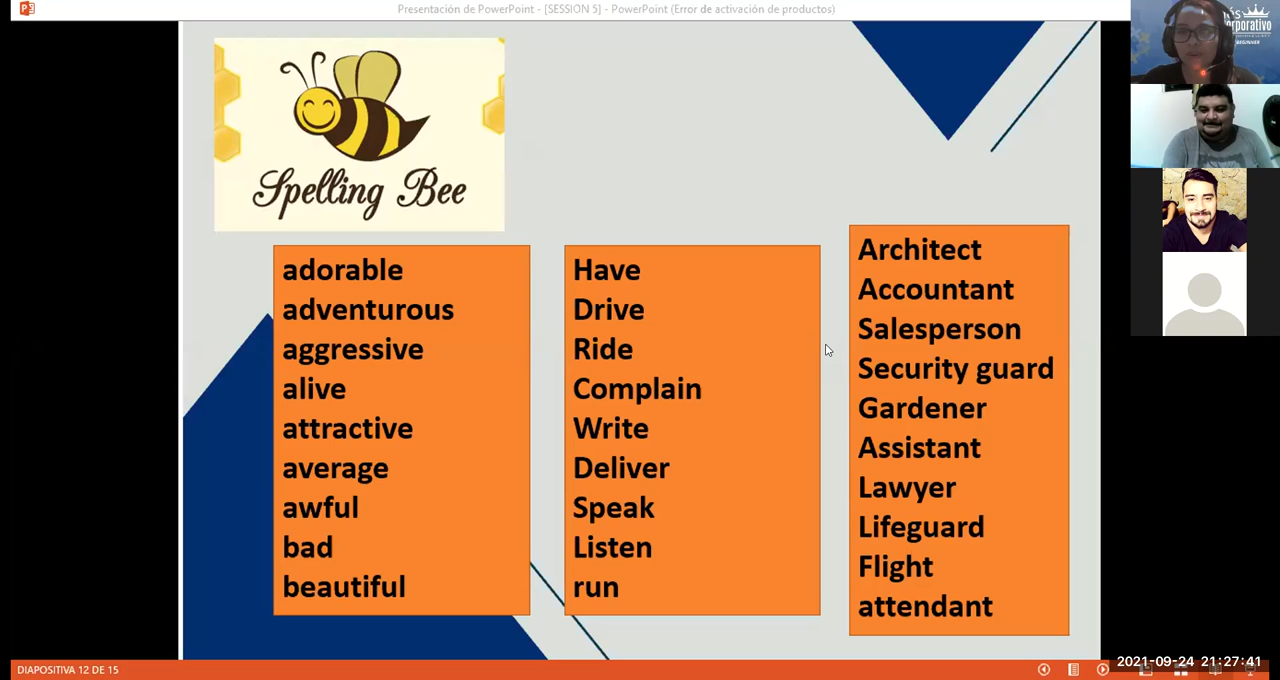 Presentación de PowerPoint - [SESSION 5] - PowerPoint (Error de activación de productos)
Spelling Bee
adorable
adventurous
aggressive
alive
attractive
average
awful
bad
beautiful
Have
Drive
Ride
Complain
Write
Deliver
Speak
Listen
run
Architect
Accountant
Salesperson
Security guard
Gardener
Assistant
Lawyer
Lifeguard
Flight
attendant
BEGINNER
DIAPOSITIVA 12 DE 15
2021-09-24 21:27:41